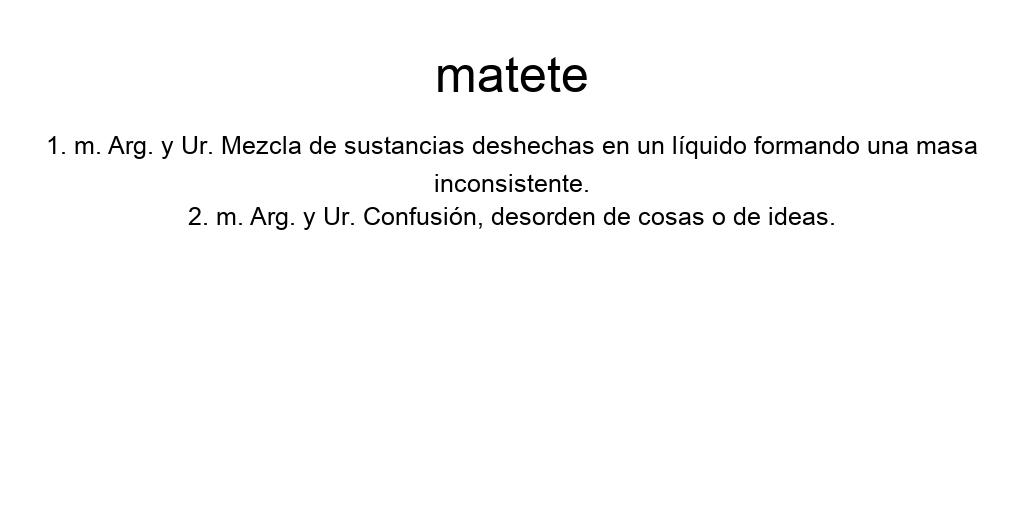 matete
1. m. Arg. y Ur. Mezcla de sustancias deshechas en un líquido formando una masa
inconsistente.
2. m. Arg. y Ur. Confusión, desorden de cosas o de ideas.